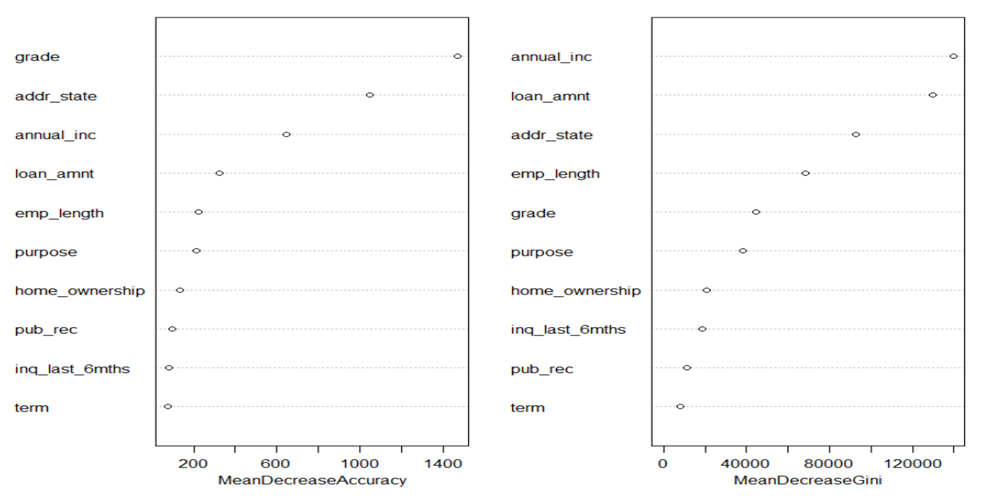 grade
addr_state
annual_inc
loan_amnt
emp_length
purpose
home_ownership
pub_rec
inq_last_6mths
term
200 600 1000 1400
MeanDecreaseAccuracy
annual_inc
loan_amnt
addr_state
emp_length
grade
purpose
home_ownership
inq_last_6mths
pub_rec
term
0 40000 80000 120000
MeanDecreaseGini